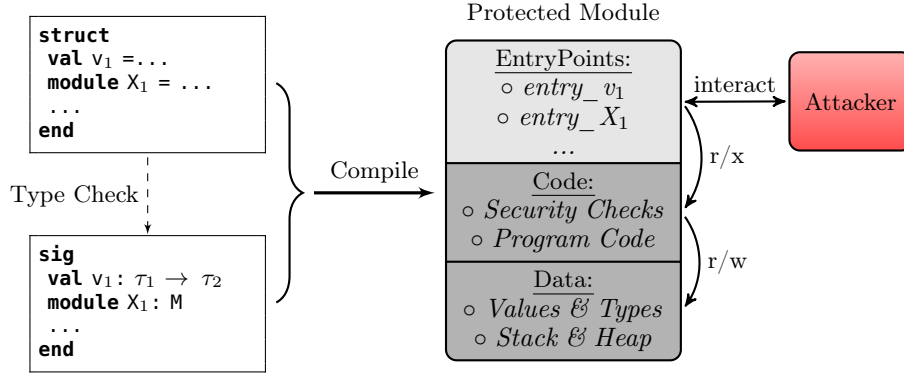 Protected Module
struct
val v₁ =...
module X₁ = ...
...
end
Type Check
sig
val v₁: τ₁ → τ₂
module X₁: M
...
end
Compile
EntryPoints:
○ entry_ v₁
○ entry_ X₁
...
Code:
○ Security Checks
○ Program Code
Data:
○ Values & Types
○ Stack & Heap
interact
Attacker
r/x
r/w